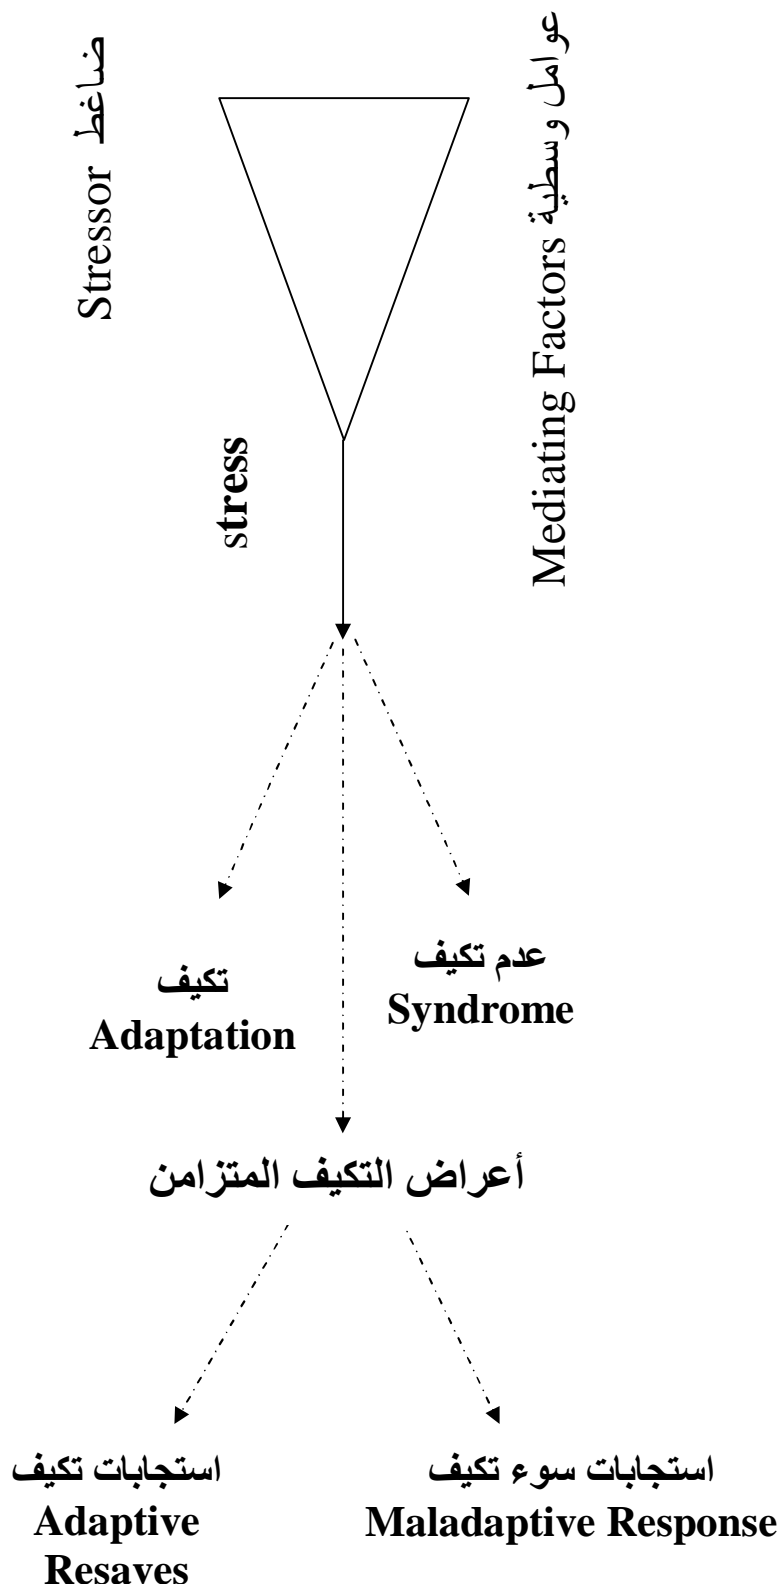 ضاغط Stressor
عوامل وسطية Mediating Factors
stress
تكيف
Adaptation
عدم تكيف
Syndrome
أعراض التكيف المتزامن
استجابات تكيف
Adaptive
Resaves
استجابات سوء تكيف
Maladaptive Response